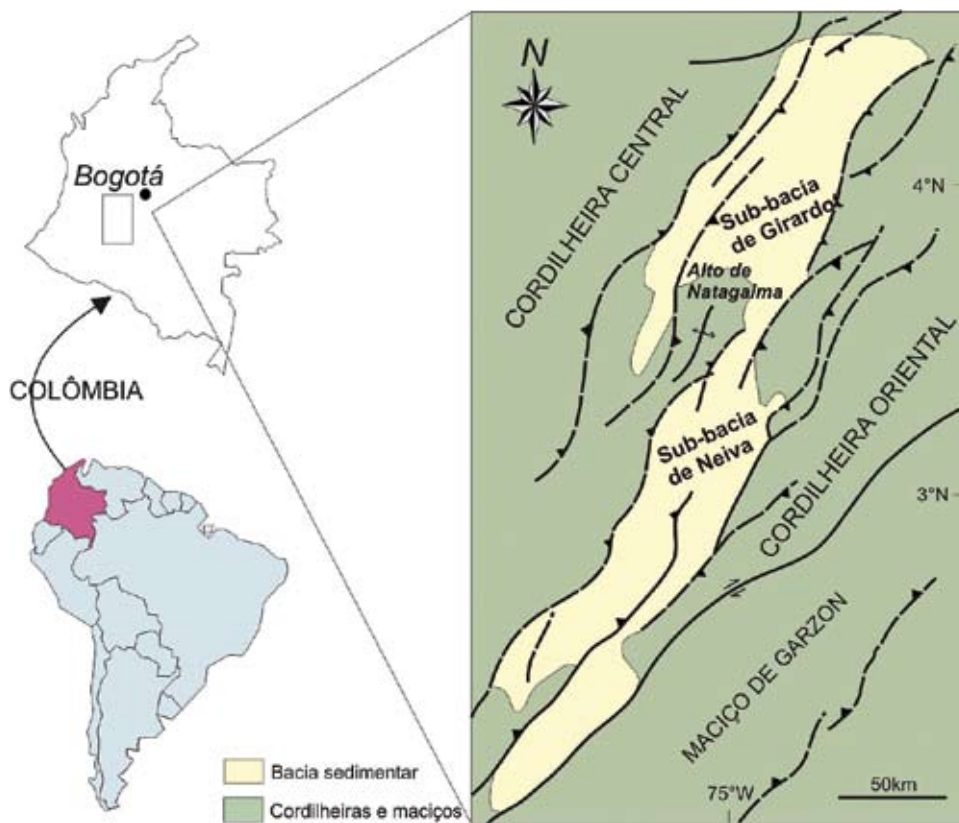 Bogotá
COLÔMBIA
Bacia sedimentar
Cordilheiras e maciços
N
CORDILHEIRA CENTRAL
4°N
Sub-bacia
de Girardot
Alto de
Natagalma
CORDILHEIRA ORIENTAL
Sub-bacia
de Neiva
3°N
MACIÇO DE GARZON
75°W
50km